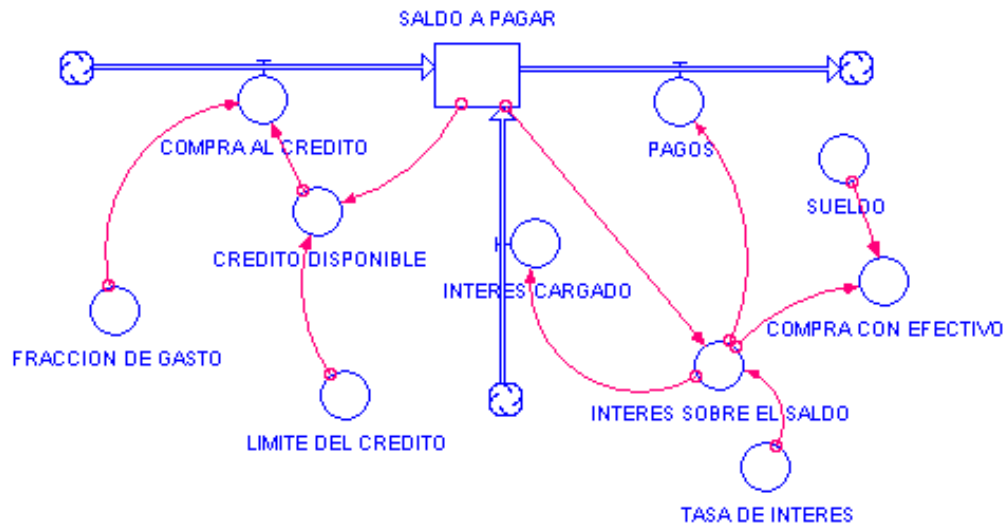 SALDO A PAGAR
COMPRA AL CREDITO
PAGOS
SUELDO
CREDITO DISPONIBLE
INTERES CARGADO
COMPRA CON EFECTIVO
FRACCION DE GASTO
INTERES SOBRE EL SALDO
LIMITE DEL CREDITO
TASA DE INTERES